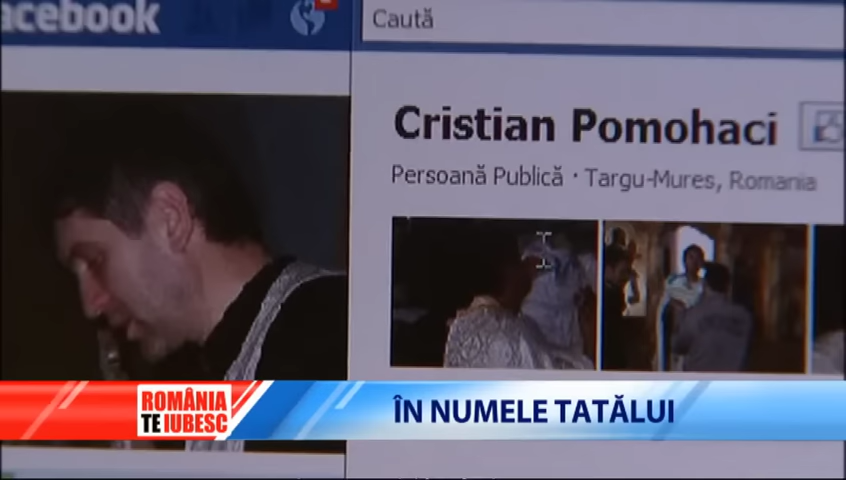 acebook
Caută
Cristian Pomohaci
Persoană Publică · Targu-Mures, Romania
ROMÂNIA
TE IUBESC
ÎN NUMELE TATĂLUI